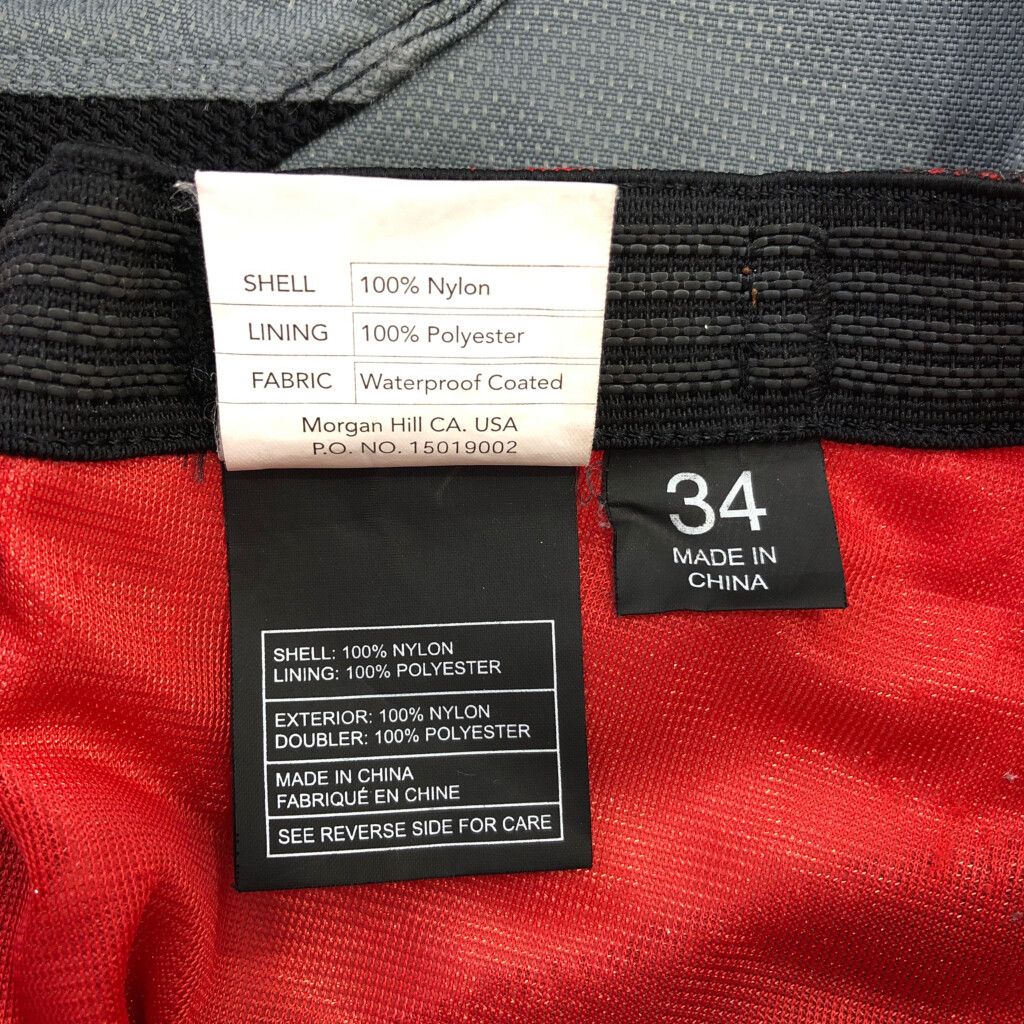 SHELL 100% Nylon
LINING 100% Polyester
FABRIC Waterproof Coated
Morgan Hill CA. USA
P.O. NO. 15019002
34
MADE IN
CHINA
SHELL: 100% NYLON
LINING: 100% POLYESTER
EXTERIOR: 100% NYLON
DOUBLER: 100% POLYESTER
MADE IN CHINA
FABRIQUÉ EN CHINE
SEE REVERSE SIDE FOR CARE